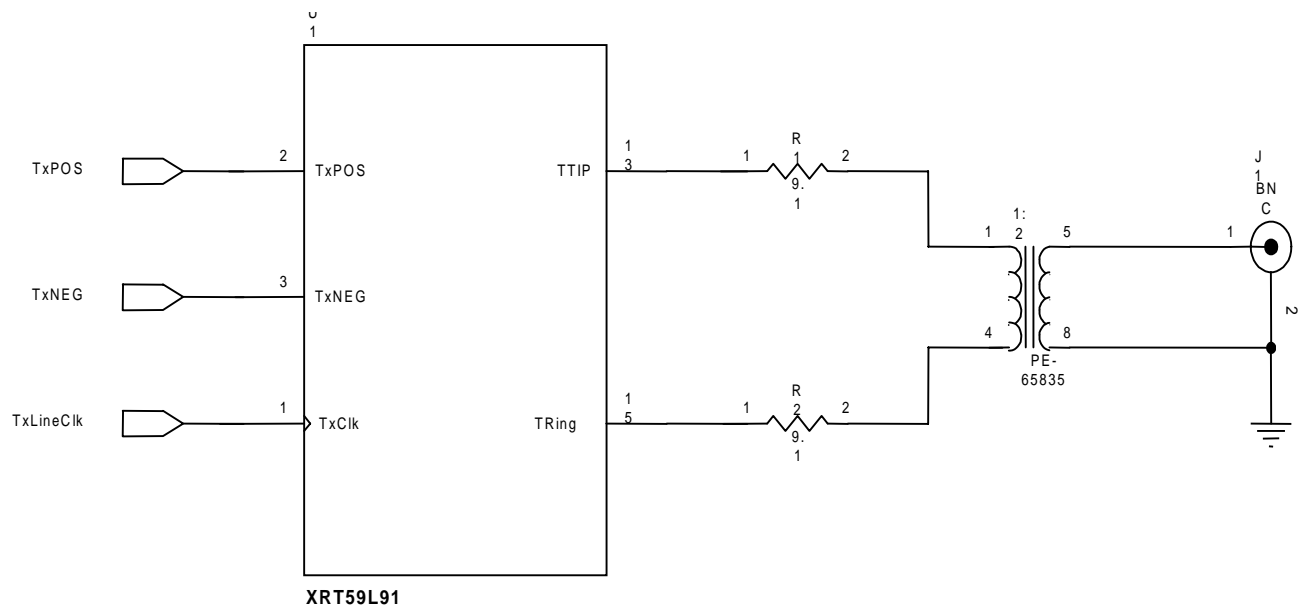 U
1
TxPOS
2
TxPOS
TTIP
1
3
1
R
1
9.
1
2
J
1
BN
C
1:
2
1
5
1
TxNEG
3
TxNEG
2
4
8
PE-
65835
TxLineClk
1
TxClk
TRing
1
5
1
R
2
9.
1
2
XRT59L91